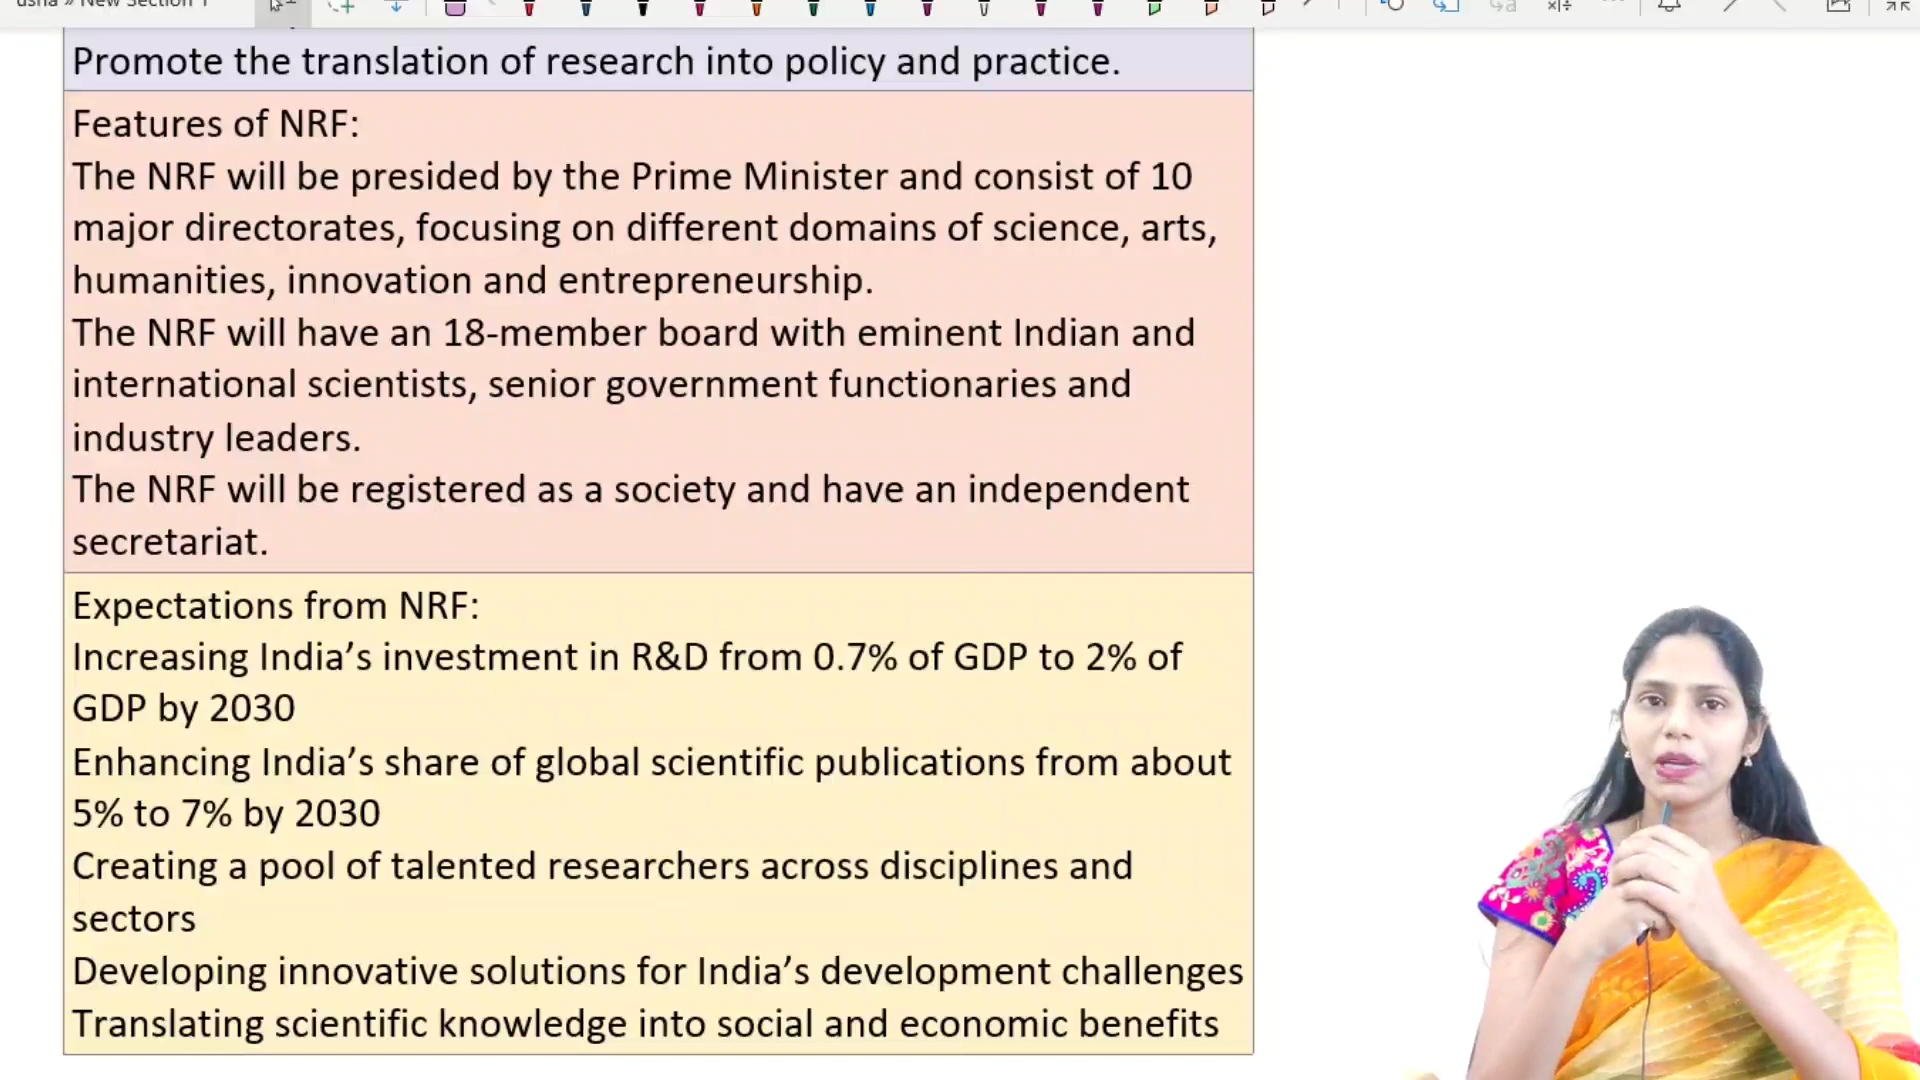 usha » New Section 1
Promote the translation of research into policy and practice.
Features of NRF:
The NRF will be presided by the Prime Minister and consist of 10
major directorates, focusing on different domains of science, arts,
humanities, innovation and entrepreneurship.
The NRF will have an 18-member board with eminent Indian and
international scientists, senior government functionaries and
industry leaders.
The NRF will be registered as a society and have an independent
secretariat.
Expectations from NRF:
Increasing India’s investment in R&D from 0.7% of GDP to 2% of
GDP by 2030
Enhancing India’s share of global scientific publications from about
5% to 7% by 2030
Creating a pool of talented researchers across disciplines and
sectors
Developing innovative solutions for India’s development challenges
Translating scientific knowledge into social and economic benefits